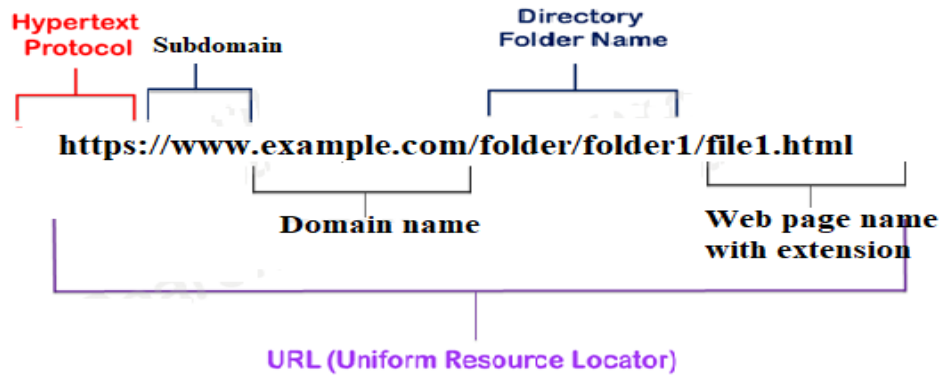 Hypertext
Protocol
Subdomain
Directory
Folder Name
https://www.example.com/folder/folder1/file1.html
Domain name
Web page name
with extension
URL (Uniform Resource Locator)